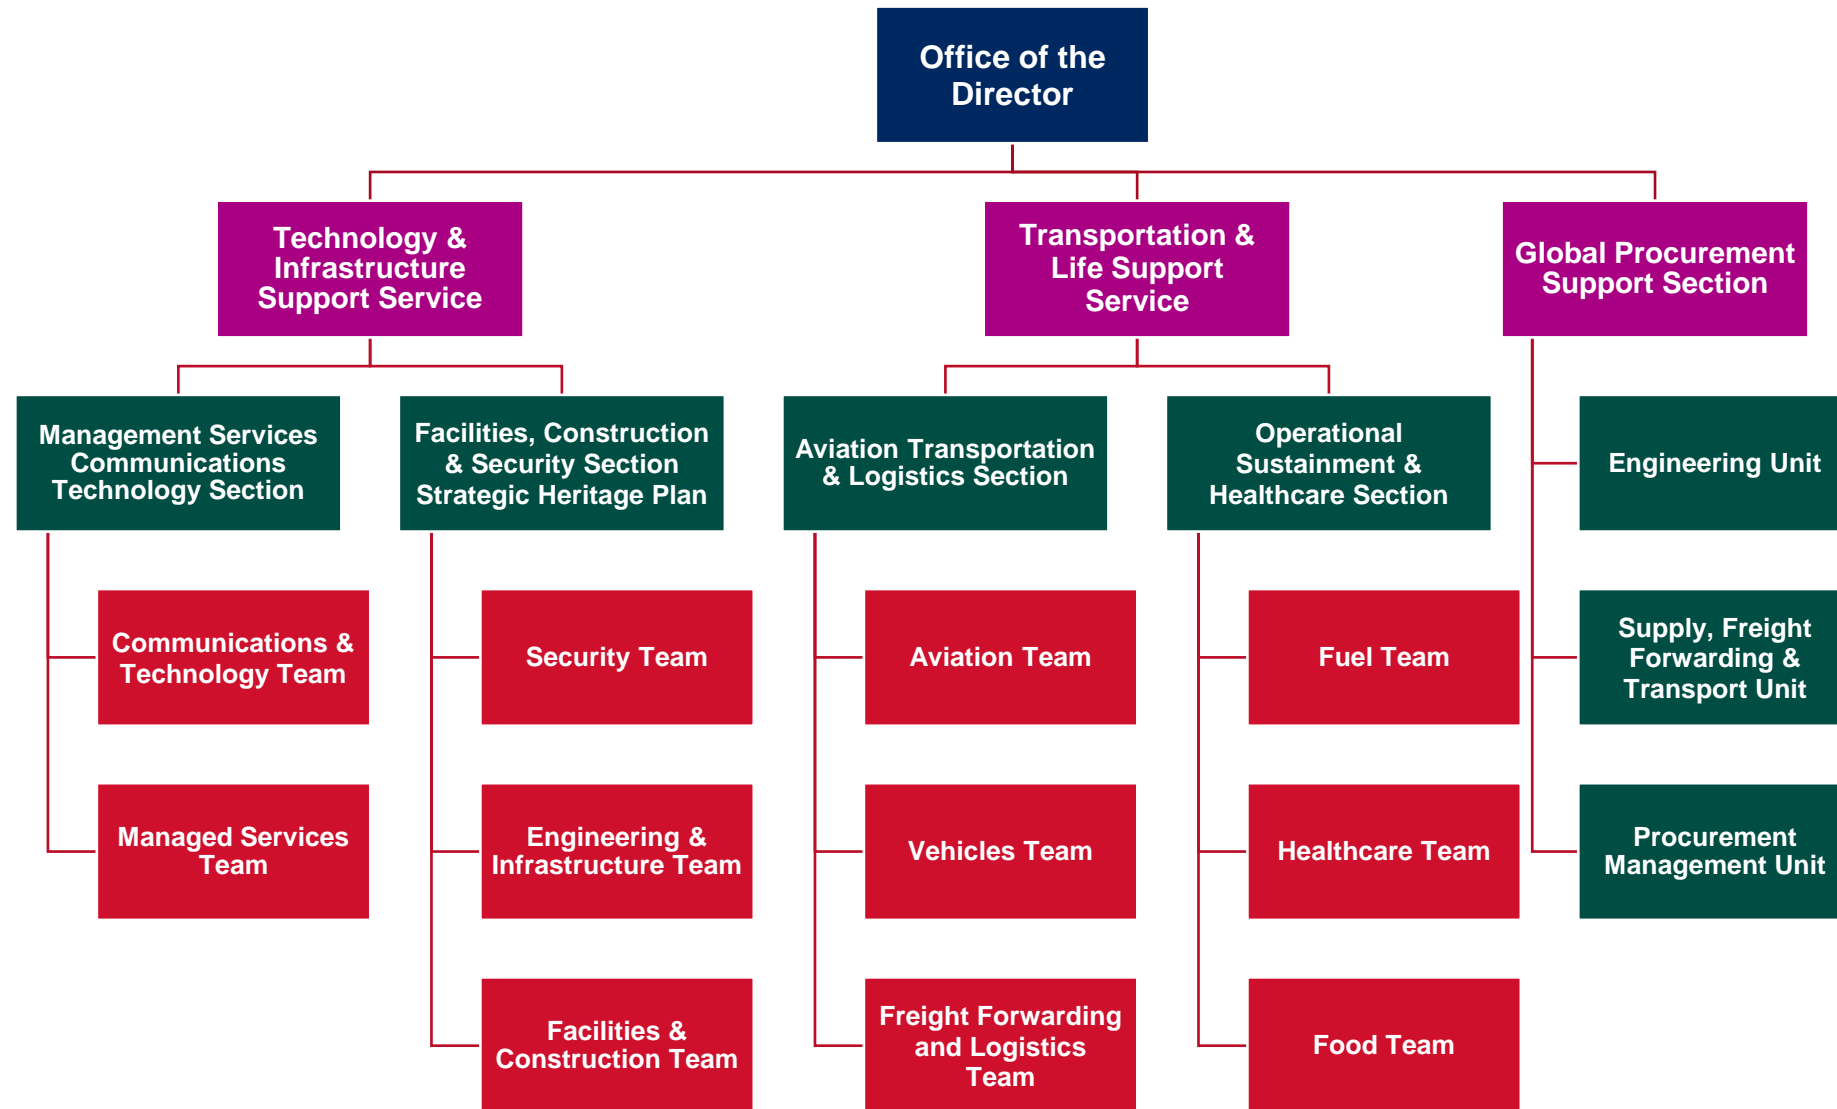 Office of the
Director
Technology &
Infrastructure
Support Service
Transportation &
Life Support
Service
Global Procurement
Support Section
Management Services
Communications
Technology Section
Facilities, Construction
& Security Section
Strategic Heritage Plan
Aviation Transportation
& Logistics Section
Operational
Sustainment &
Healthcare Section
Engineering Unit
Communications &
Technology Team
Security Team
Aviation Team
Fuel Team
Supply, Freight
Forwarding &
Transport Unit
Managed Services
Team
Engineering &
Infrastructure Team
Vehicles Team
Healthcare Team
Procurement
Management Unit
Facilities &
Construction Team
Freight Forwarding
and Logistics
Team
Food Team